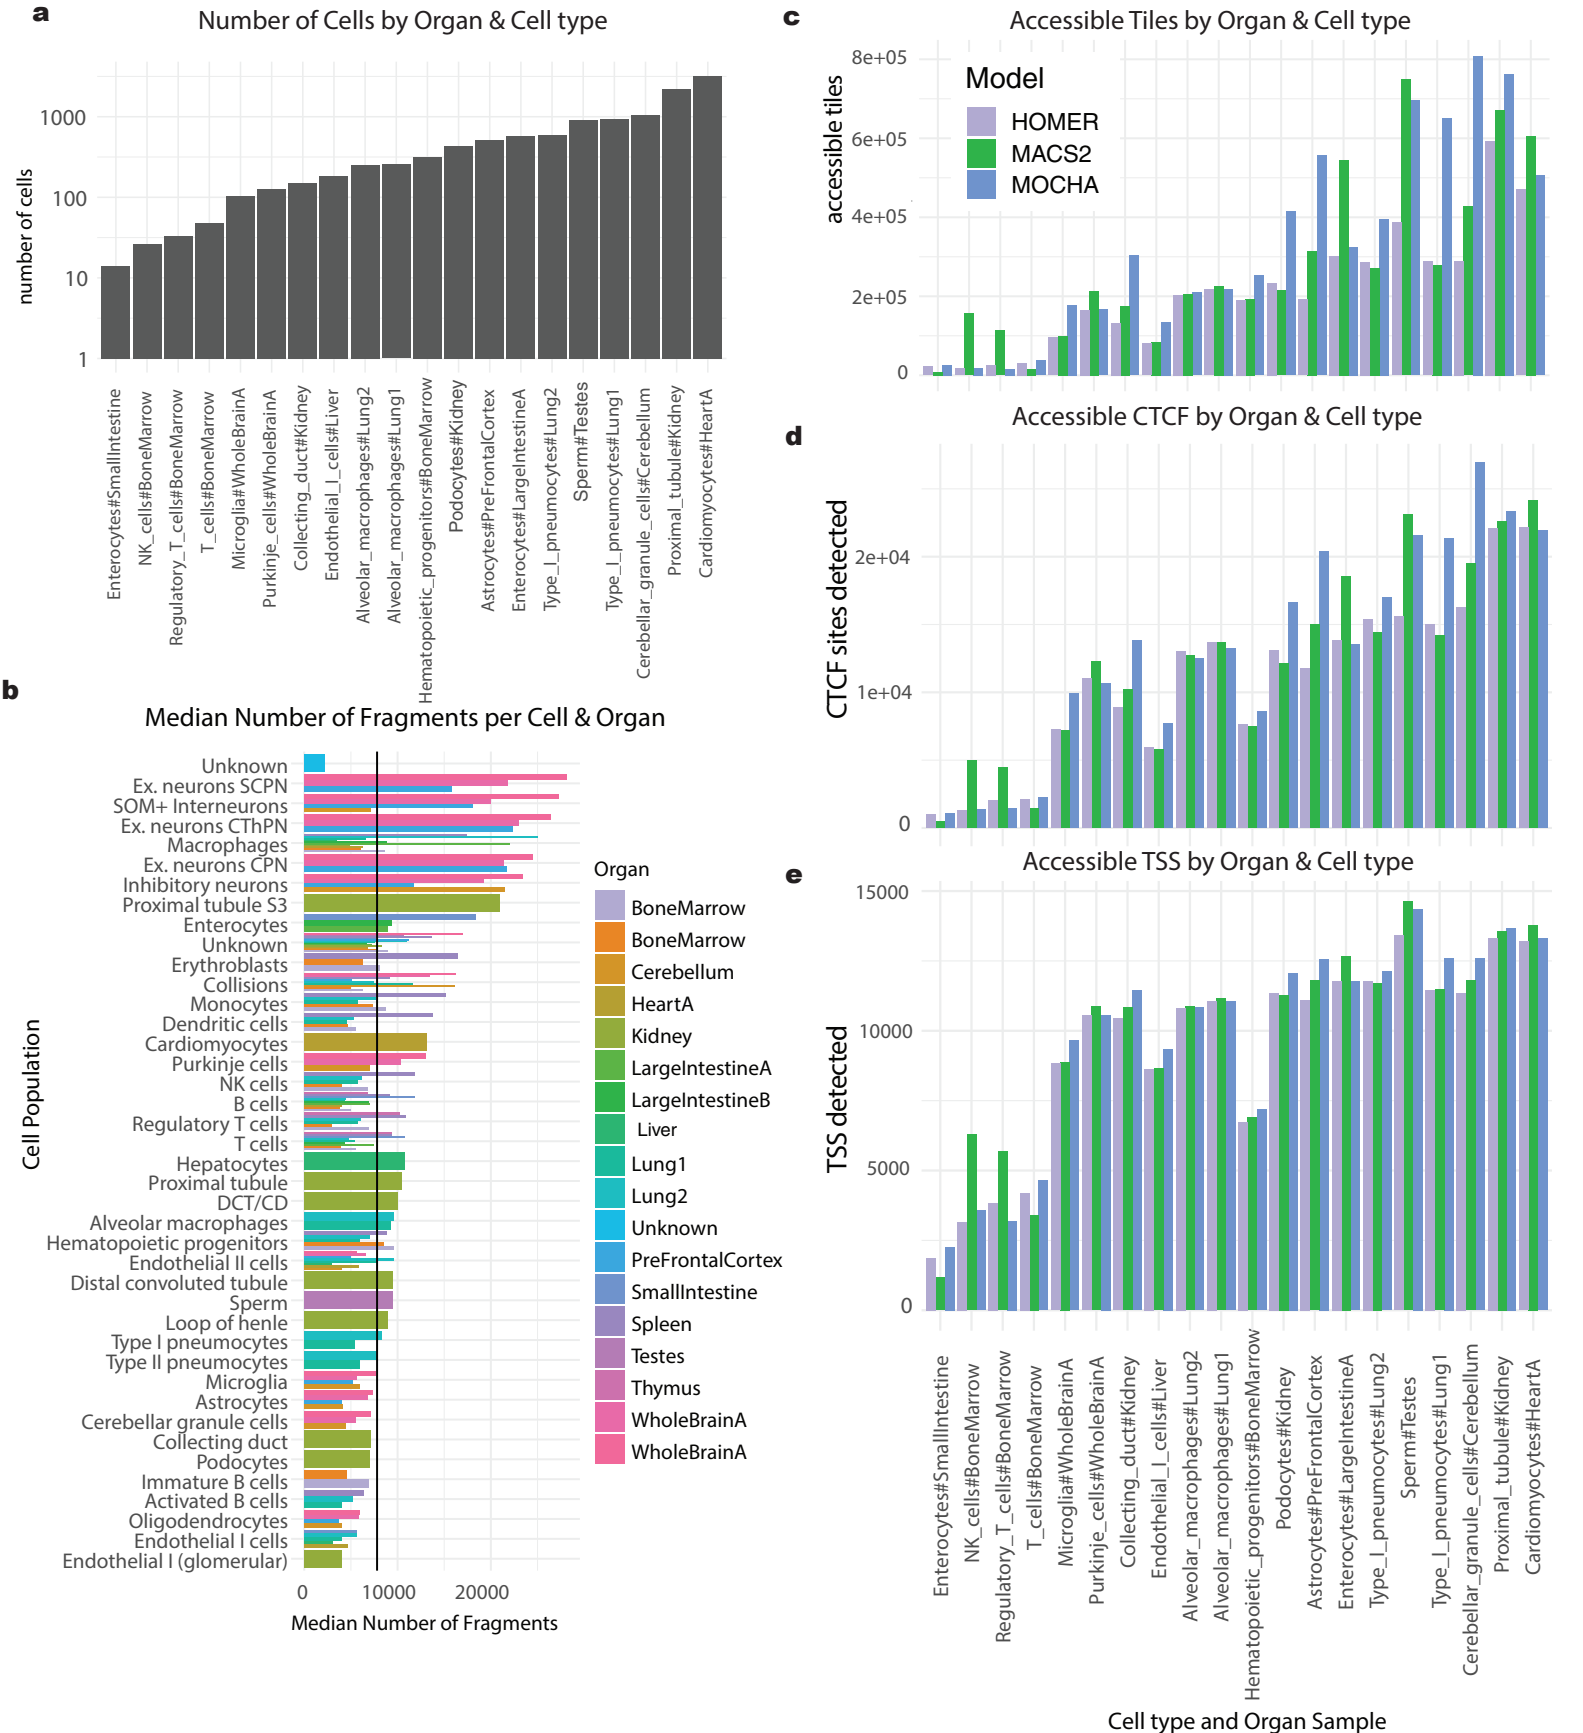 a
Number of Cells by Organ & Cell type
number of cells
1000
100
10
1
Enterocytes#SmallIntestine
NK_cells#BoneMarrow
Regulatory_T_cells#BoneMarrow
T_cells#BoneMarrow
Microglia#WholeBrainA
Purkinje_cells#WholeBrainA
Collecting_duct#Kidney
Endothelial_I_cells#Liver
Alveolar_macrophages#Lung2
Alveolar_macrophages#Lung1
Hematopoietic_progenitors#BoneMarrow
Podocytes#Kidney
Astrocytes#PreFrontalCortex
Enterocytes#LargeIntestineA
Type_I_pneumocytes#Lung2
Sperm#Testes
Type_I_pneumocytes#Lung1
Cerebellar_granule_cells#Cerebellum
Proximal_tubule#Kidney
Cardiomyocytes#HeartA
b
Median Number of Fragments per Cell & Organ
Cell Population
Unknown
Ex. neurons SCPN
SOM+ Interneurons
Ex. neurons CThPN
Macrophages
Ex. neurons CPN
Inhibitory neurons
Proximal tubule S3
Enterocytes
Unknown
Erythroblasts
Collisions
Monocytes
Dendritic cells
Cardiomyocytes
Purkinje cells
NK cells
B cells
Regulatory T cells
T cells
Hepatocytes
Proximal tubule
DCT/CD
Alveolar macrophages
Hematopoietic progenitors
Endothelial II cells
Distal convoluted tubule
Sperm
Loop of henle
Type I pneumocytes
Type II pneumocytes
Microglia
Astrocytes
Cerebellar granule cells
Collecting duct
Podocytes
Immature B cells
Activated B cells
Oligodendrocytes
Endothelial I cells
Endothelial I (glomerular)
0
10000
20000
Median Number of Fragments
Organ
BoneMarrow
BoneMarrow
Cerebellum
HeartA
Kidney
LargeIntestineA
LargeIntestineB
Liver
Lung1
Lung2
Unknown
PreFrontalCortex
SmallIntestine
Spleen
Testes
Thymus
WholeBrainA
WholeBrainA
c
Accessible Tiles by Organ & Cell type
accessible tiles
8e+05
6e+05
4e+05
2e+05
0
Model
HOMER
MACS2
MOCHA
d
Accessible CTCF by Organ & Cell type
CTCF sites detected
2e+04
1e+04
0
e
Accessible TSS by Organ & Cell type
TSS detected
15000
10000
5000
0
Enterocytes#SmallIntestine
NK_cells#BoneMarrow
Regulatory_T_cells#BoneMarrow
T_cells#BoneMarrow
Microglia#WholeBrainA
Purkinje_cells#WholeBrainA
Collecting_duct#Kidney
Endothelial_I_cells#Liver
Alveolar_macrophages#Lung2
Alveolar_macrophages#Lung1
Hematopoietic_progenitors#BoneMarrow
Podocytes#Kidney
Astrocytes#PreFrontalCortex
Enterocytes#LargeIntestineA
Type_I_pneumocytes#Lung2
Sperm#Testes
Type_I_pneumocytes#Lung1
Cerebellar_granule_cells#Cerebellum
Proximal_tubule#Kidney
Cardiomyocytes#HeartA
Cell type and Organ Sample